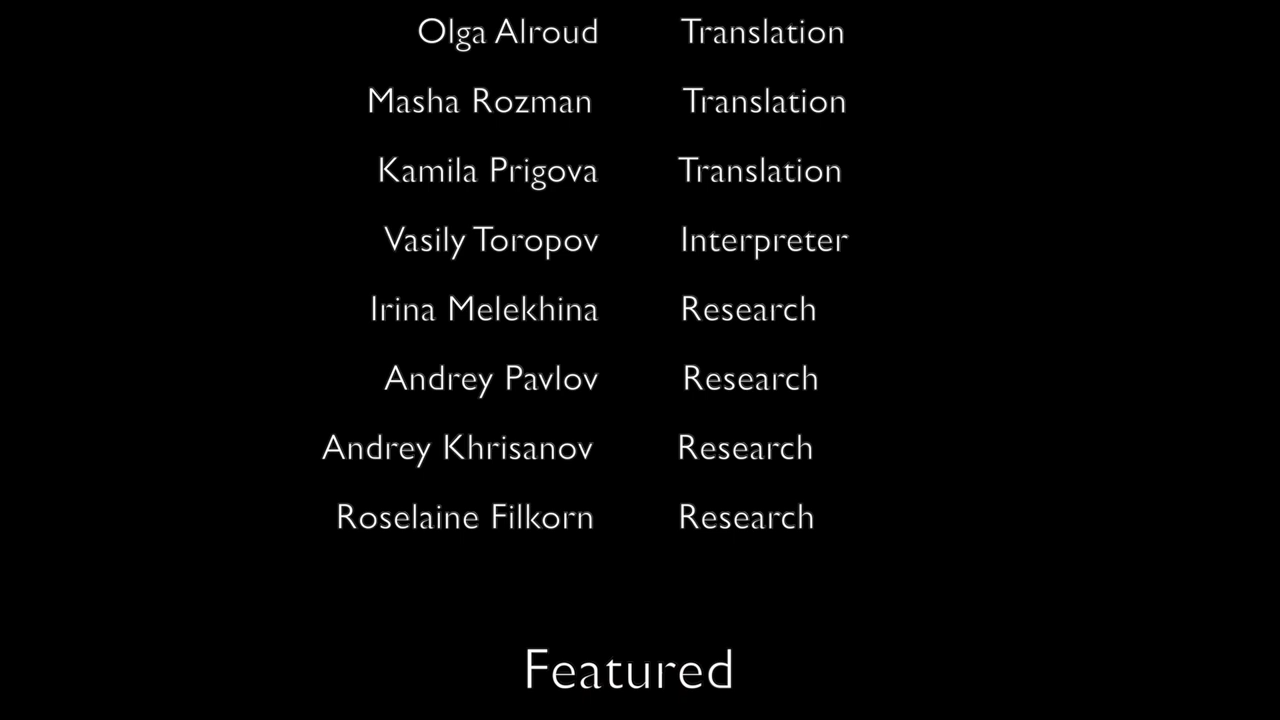 Olga Alroud Translation
Masha Rozman Translation
Kamila Prigova Translation
Vasily Toropov Interpreter
Irina Melekhina Research
Andrey Pavlov Research
Andrey Khrisanov Research
Roselaine Filkorn Research
Featured